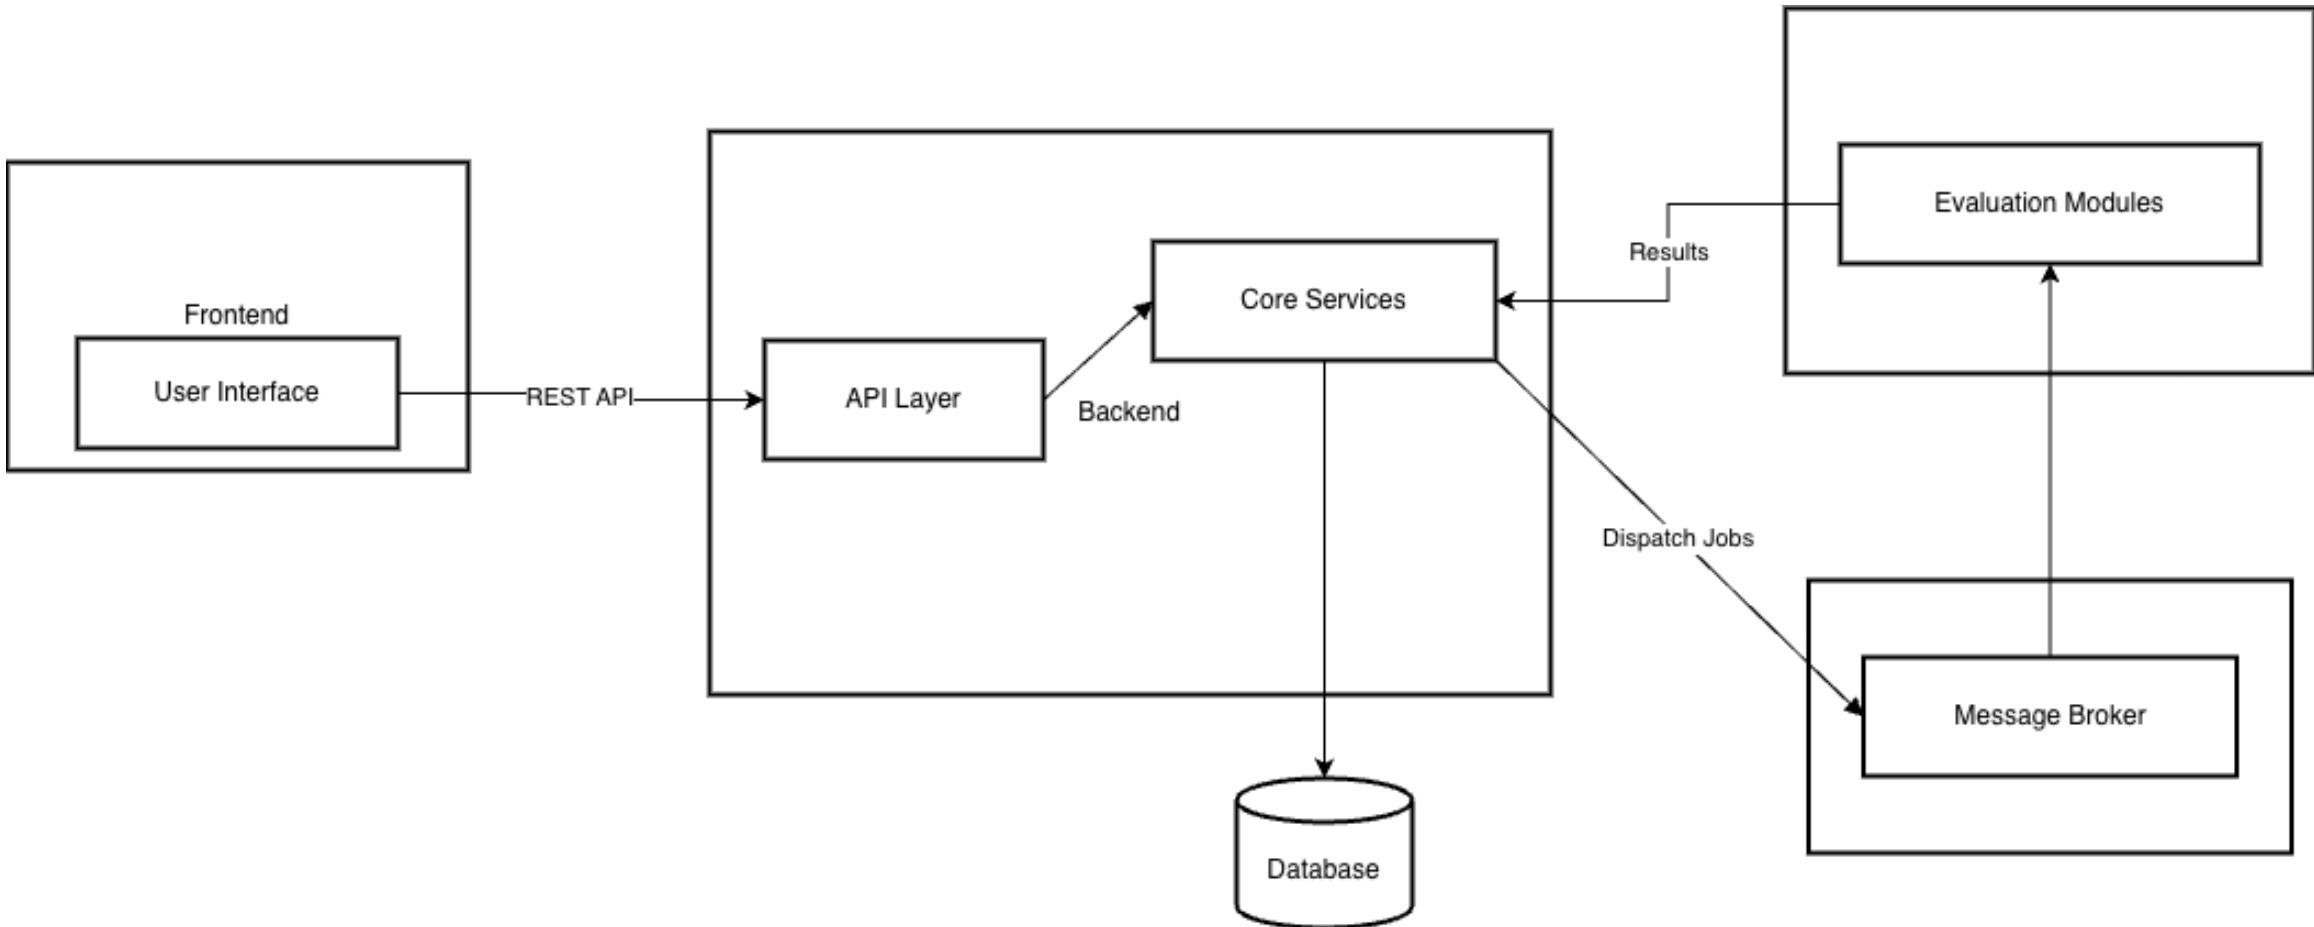 Frontend
User Interface
REST API
API Layer
Backend
Core Services
Results
Evaluation Modules
Dispatch Jobs
Message Broker
Database